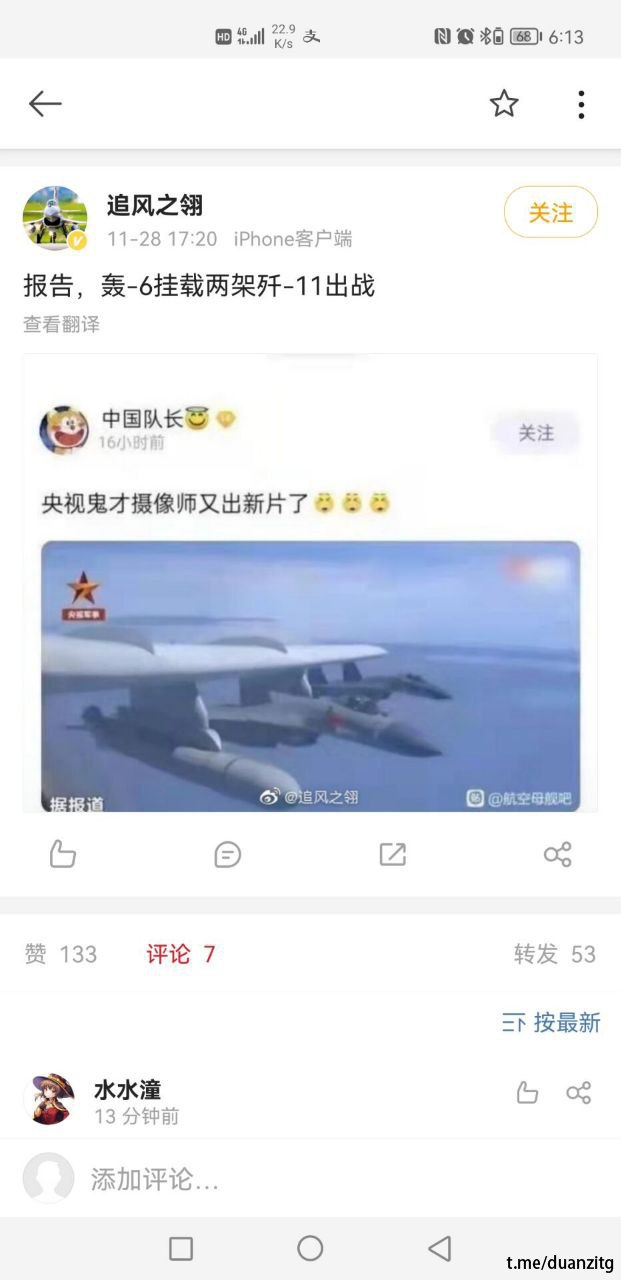 HD 4G 22.9 K/s 支 68 6:13
追风之翎
关注
11-28 17:20 iPhone客户端
报告，轰-6挂载两架歼-11出战
查看翻译
中国队长
16小时前
关注
央视鬼才摄像师又出新片了
央视军事
据报道
@追风之翎
@航空母舰吧
赞 133
评论 7
转发 53
按最新
水水潼
13 分钟前
添加评论...
t.me/duanzitg